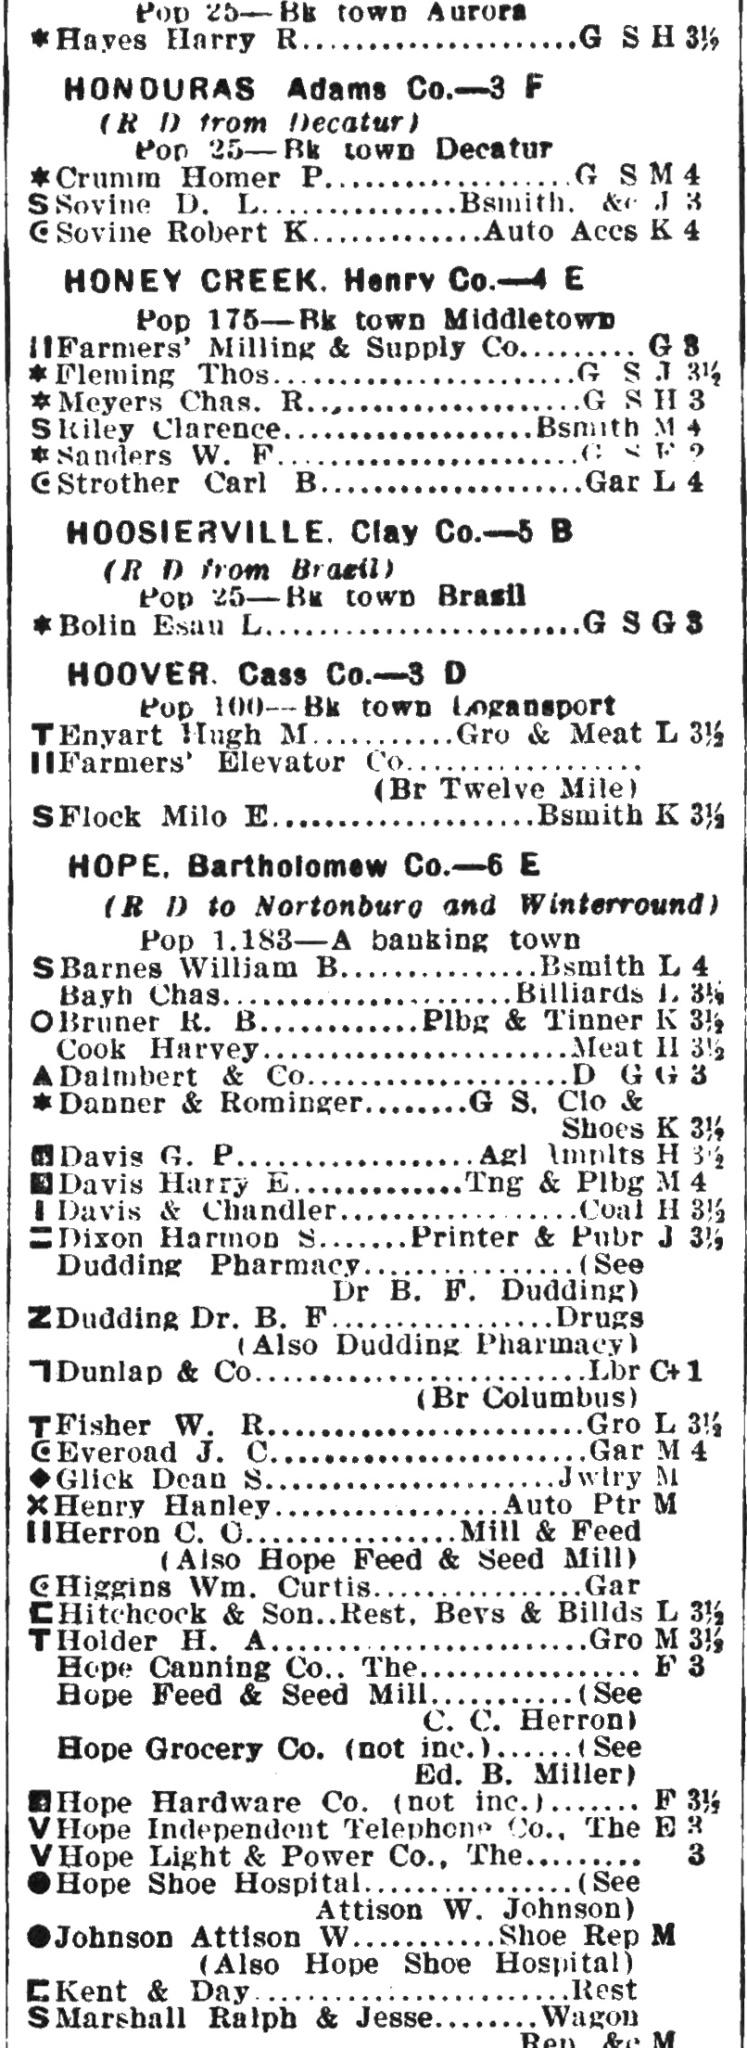 Pop 25—Bk town Aurora
✶Hayes Harry R.....................G S H 3½
HONDURAS Adams Co.—3 F
(R D from Decatur)
Pop 25—Bk town Decatur
✶Crumm Homer P...................G S M 4
S Sovine D. L...............Bsmith, &c J 3
C Sovine Robert K.............Auto Accs K 4
HONEY CREEK, Henry Co.—4 E
Pop 175—Bk town Middletown
II Farmers' Milling & Supply Co......... G 3
✶Fleming Thos.......................G S J 3½
✶Meyers Chas. R.....................G S H 3
S Riley Clarence...................Bsmith M 4
✶Sanders W. F.......................G S F 2
C Strother Carl B....................Gar L 4
HOOSIERVILLE, Clay Co.—5 B
(R D from Brazil)
Pop 25—Bk town Brazil
✶Bolin Esau L........................G S G 3
HOOVER, Cass Co.—3 D
Pop 100—Bk town Logansport
T Enyart Hugh M...........Gro & Meat L 3½
II Farmers' Elevator Co..................
(Br Twelve Mile)
S Flock Milo E....................Bsmith K 3½
HOPE, Bartholomew Co.—6 E
(R D to Nortonburg and Winterround)
Pop 1,183—A banking town
S Barnes William B...............Bsmith L 4
Bayh Chas......................Billiards L 3½
O Bruner R. B............Plbg & Tinner K 3½
Cook Harvey........................Meat H 3½
▲Dalmbert & Co....................D G G 3
✶Danner & Rominger........G S, Clo &
Shoes K 3½
Davis G. P..................Agl Implts H 3½
Davis Harry E.............Tng & Plbg M 4
I Davis & Chandler..................Coal H 3½
= Dixon Harmon S.......Printer & Pubr J 3½
Dudding Pharmacy.................(See
Dr B. F. Dudding)
Z Dudding Dr. B. F.................Drugs
(Also Dudding Pharmacy)
┐Dunlap & Co.........................Lbr C+1
(Br Columbus)
T Fisher W. R........................Gro L 3½
C Everoad J. C.......................Gar M 4
◆Glick Dean S.....................Jwlry M
X Henry Hanley..................Auto Ptr M
II Herron C. C................Mill & Feed
(Also Hope Feed & Seed Mill)
C Higgins Wm. Curtis................Gar
⊏Hitchcock & Son..Rest, Bevs & Billds L 3½
T Holder H. A........................Gro M 3½
Hope Canning Co., The................. F 3
Hope Feed & Seed Mill...........(See
C. C. Herron)
Hope Grocery Co. (not inc.)......(See
Ed. B. Miller)
Hope Hardware Co. (not inc.)....... F 3½
V Hope Independent Telephone Co., The E 3
V Hope Light & Power Co., The......... 3
●Hope Shoe Hospital................(See
Attison W. Johnson)
●Johnson Attison W...........Shoe Rep M
(Also Hope Shoe Hospital)
⊏Kent & Day........................Rest
S Marshall Ralph & Jesse........Wagon
Rep, &c M